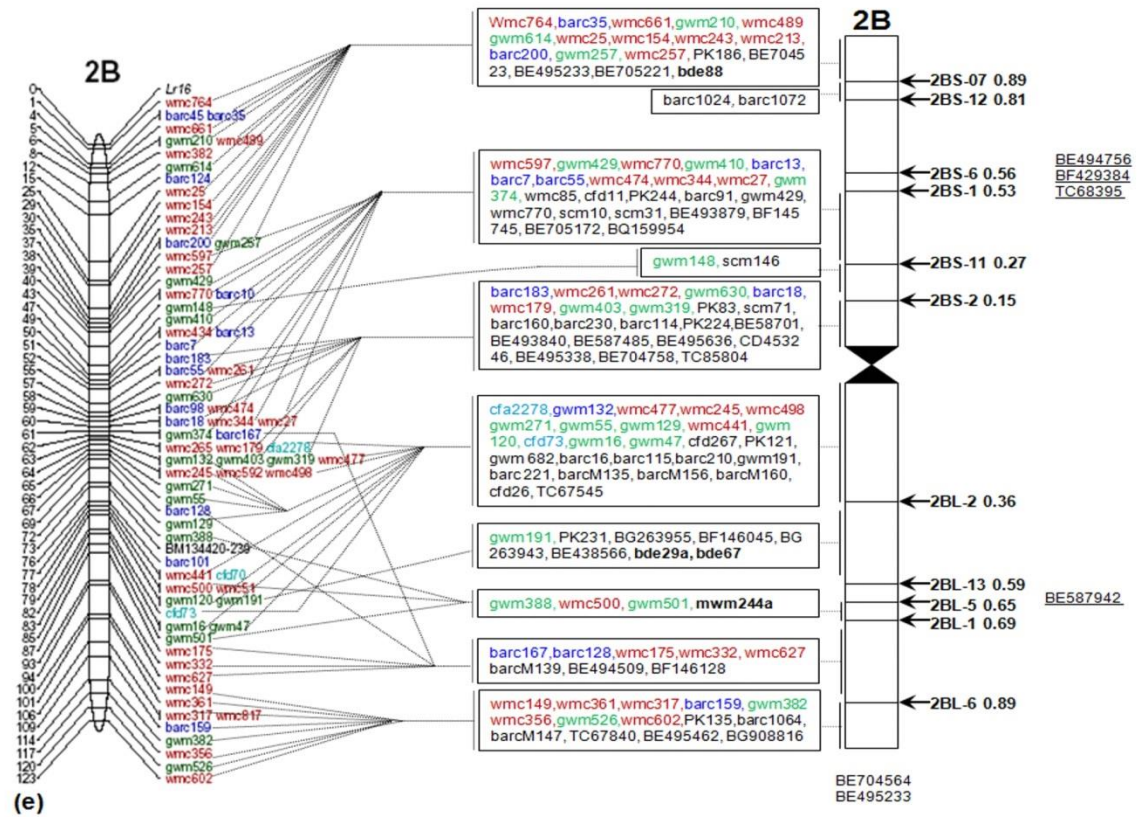 2B
0
1
4
5
6
8
12
15
25
29
30
35
37
38
39
40
43
47
49
50
51
52
56
57
58
59
60
61
62
63
64
65
66
67
69
72
73
76
77
78
79
82
83
85
87
93
94
100
101
106
109
114
117
120
123
Lr16
wmc764
barc45 barc35
wmc661
gwm210 wmc489
wmc382
gwm614
barc124
wmc25
wmc154
wmc243
wmc213
barc200 gwm257
wmc597
wmc257
gwm429
wmc770 barc10
gwm148
gwm410
wmc434 barc13
barc7
barc183
barc55 wmc261
wmc272
gwm630
barc98 wmc474
barc18 wmc344 wmc27
gwm374 barc167
wmc265 wmc179 cfa2278
gwm132 gwm403 gwm319 wmc477
wmc245 wmc592 wmc498
gwm271
gwm55
barc128
gwm129
gwm388
BM134420-239
barc101
wmc441 cfd70
wmc500 wmc51
gwm120 gwm191
cfd73
gwm16 gwm47
gwm501
wmc175
wmc332
wmc627
wmc149
wmc361
wmc317 wmc817
barc159
gwm382
wmc356
gwm526
wmc602
(e)
Wmc764,barc35,wmc661,gwm210, wmc489
gwm614,wmc25,wmc154,wmc243, wmc213,
barc200, gwm257, wmc257, PK186, BE7045
23, BE495233,BE705221, bde88
barc1024, barc1072
wmc597,gwm429,wmc770,gwm410, barc13,
barc7,barc55, wmc474, wmc344, wmc27, gwm
374, wmc85, cfd11, PK244, barc91, gwm429,
wmc770, scm10, scm31, BE493879, BF145
745, BE705172, BQ159954
gwm148, scm146
barc183, wmc261, wmc272, gwm630, barc18,
wmc179, gwm403, gwm319, PK83, scm71,
barc160,barc230, barc114,PK224,BE58701,
BE493840, BE587485, BE495636, CD4532
46, BE495338, BE704758, TC85804
cfa2278,gwm132,wmc477,wmc245, wmc498
gwm271, gwm55, gwm129, wmc441, gwm
120, cfd73, gwm16, gwm47, cfd267, PK121,
gwm 682,barc16,barc115,barc210,gwm191,
barc 221, barcM135, barcM156, barcM160,
cfd26, TC67545
gwm191, PK231, BG263955, BF146045, BG
263943, BE438566, bde29a, bde67
gwm388, wmc500, gwm501, mwm244a
barc167, barc128, wmc175, wmc332, wmc627
barcM139, BE494509, BF146128
wmc149, wmc361, wmc317, barc159, gwm382
wmc356, gwm526, wmc602,PK135, barc1064,
barcM147, TC67840, BE495462, BG908816
2B
2BS-07 0.89
2BS-12 0.81
2BS-6 0.56
2BS-1 0.53
2BS-11 0.27
2BS-2 0.15
2BL-2 0.36
2BL-13 0.59
2BL-5 0.65
2BL-1 0.69
2BL-6 0.89
BE494756
BF429384
TC68395
BE587942
BE704564
BE495233